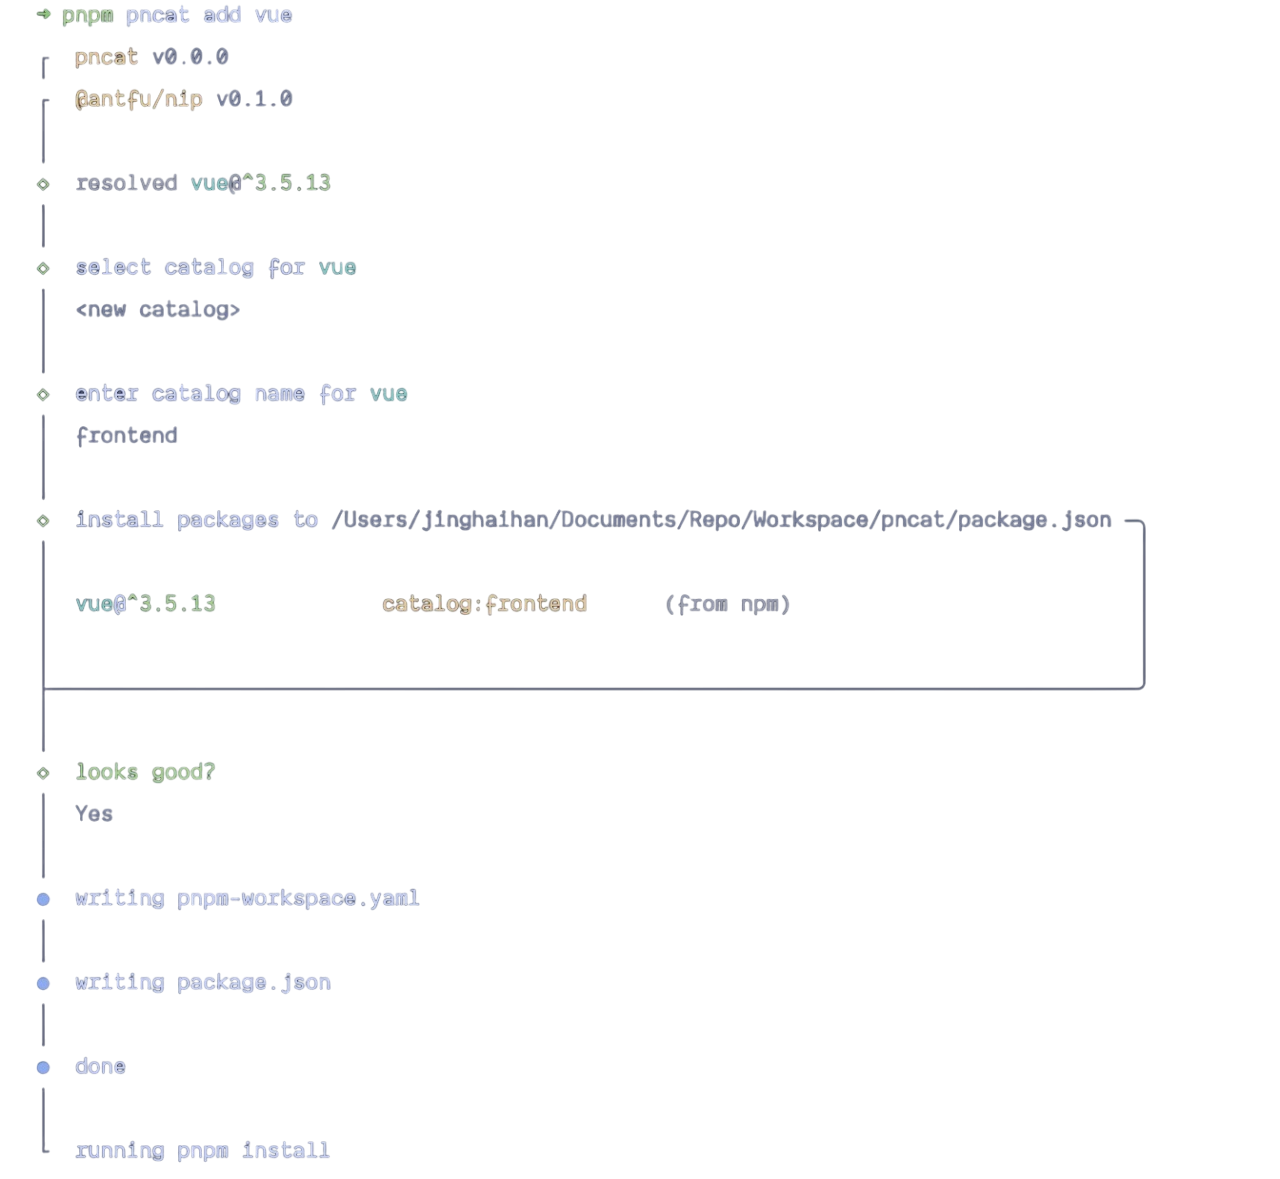 ➜ pnpm pncat add vue
pncat v0.0.0
@antfu/nip v0.1.0
resolved vue@^3.5.13
select catalog for vue
<new catalog>
enter catalog name for vue
frontend
install packages to /Users/jinghaihan/Documents/Repo/Workspace/pncat/package.json
vue@^3.5.13 catalog:frontend (from npm)
looks good?
Yes
writing pnpm-workspace.yaml
writing package.json
done
running pnpm install